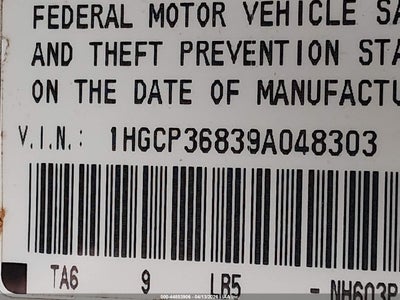 FEDERAL MOTOR VEHICLE SA
AND THEFT PREVENTION STA
ON THE DATE OF MANUFACTU
V.I.N.: 1HGCP36839A048303
TA6 9 LB5 - NH603P